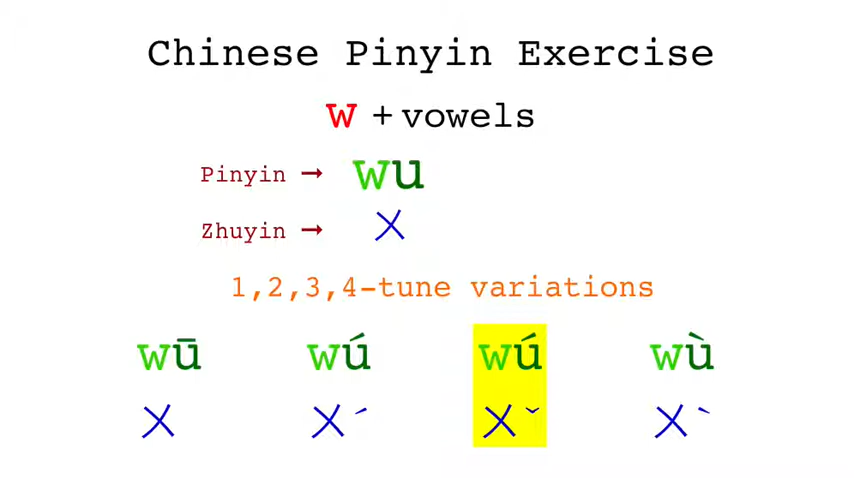 Chinese Pinyin Exercise
w + vowels
Pinyin → wu
Zhuyin → ㄨ
1,2,3,4-tune variations
wū wú wú wù
ㄨ ㄨˊ ㄨˇ ㄨˋ